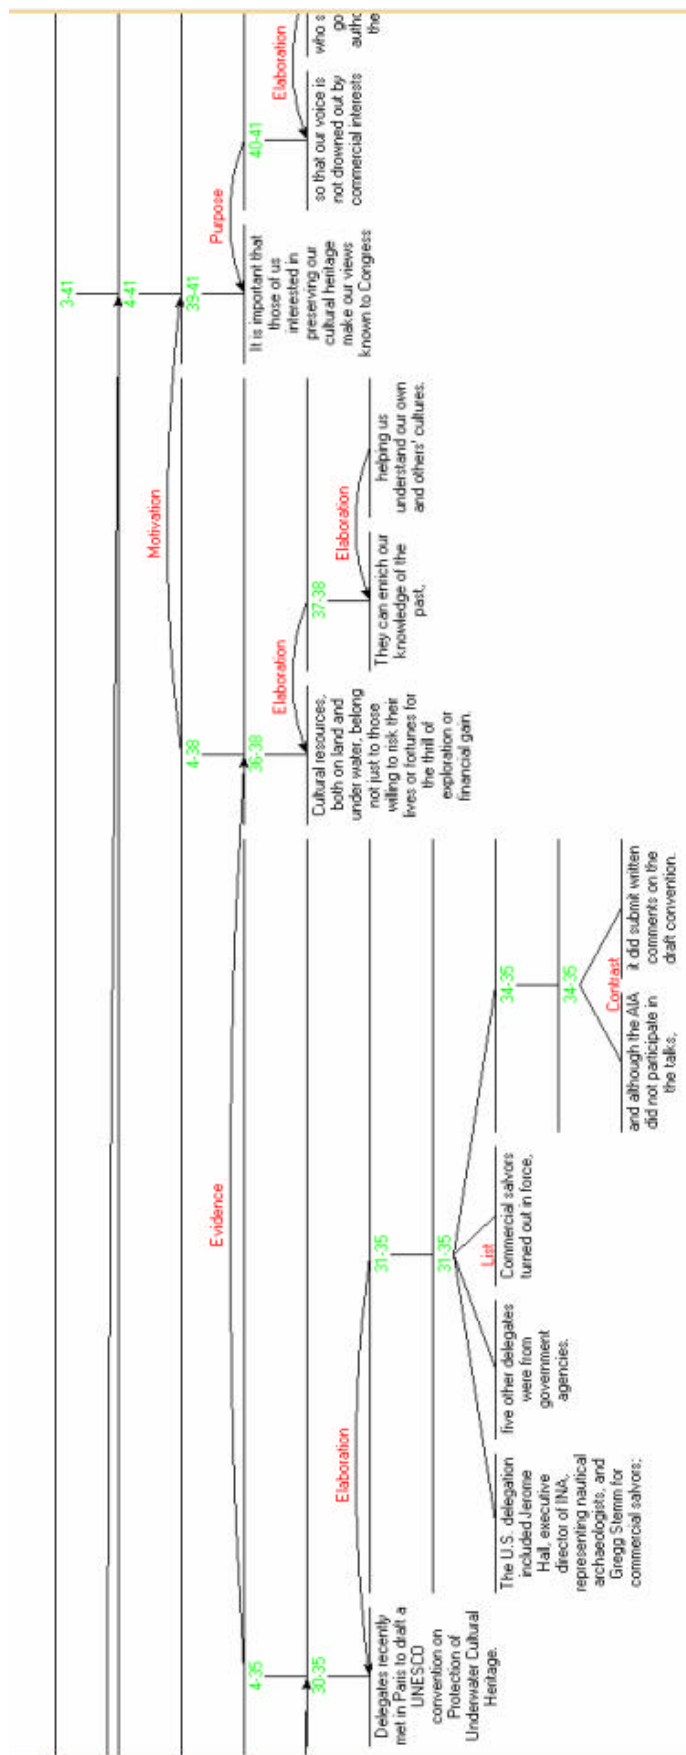 3-41
4-41
Motivation
4-38
39-41
Evidence
4-35
36-38
Purpose
It is important that
those of us
interested in
preserving our
cultural heritage
make our views
known to Congress
40-41
30-35
Elaboration
Cultural resources,
both on land and
under water, belong
not just to those
willing to risk their
lives or fortunes for
the thrill of
exploration or
financial gain.
37-38
Elaboration
so that our voice is
not drowned out by
commercial interests
who s
go
the
Elaboration
Delegates recently
met in Paris to draft a
UNESCO
convention on
Protection of
Underwater Cultural
Heritage.
31-35
Elaboration
They can enrich our
knowledge of the
past,
helping us
understand our own
and others' cultures.
31-35
List
The U.S. delegation
included Jerome
Hall, executive
director of INA,
representing nautical
archaeologists, and
Gregg Stemm for
commercial salvors;
five other delegates
were from
government
agencies.
Commercial salvors
turned out in force,
34-35
34-35
Contrast
and although the AIA
did not participate in
the talks,
it did submit written
comments on the
draft convention.